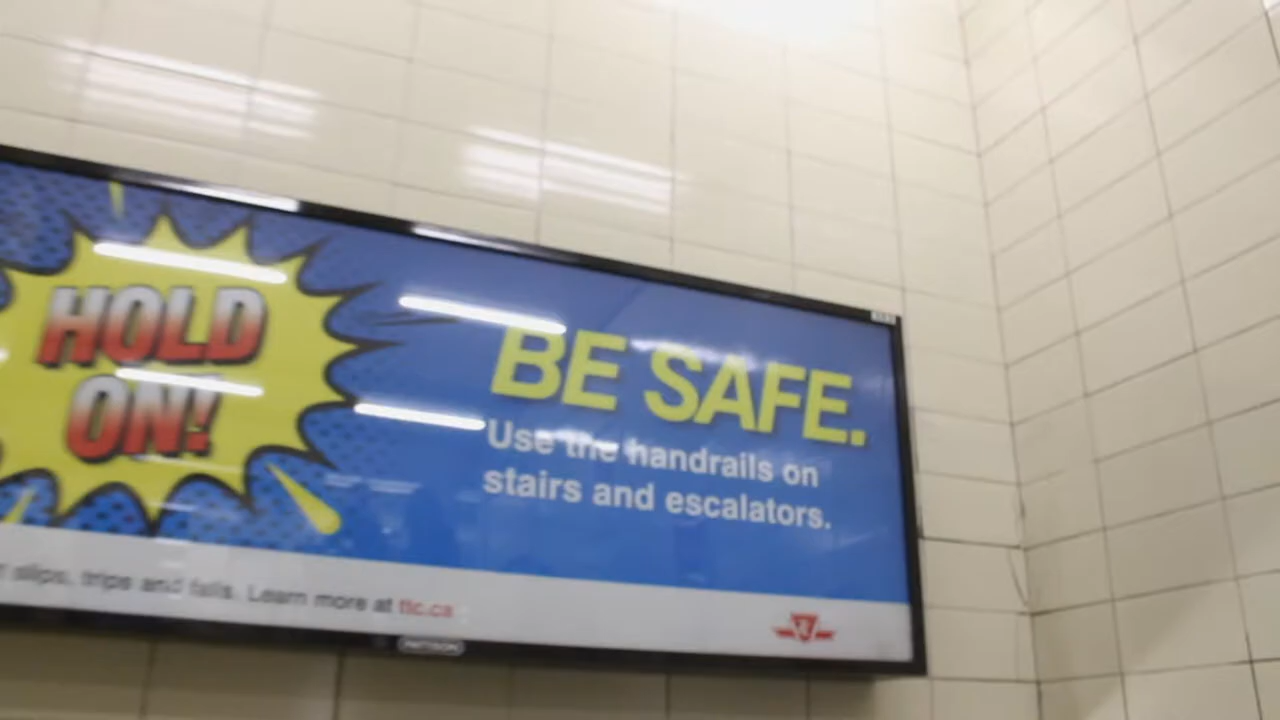 HOLD
ON!
BE SAFE.
Use the handrails on
stairs and escalators.
slips, trips and falls. Learn more at ttc.ca